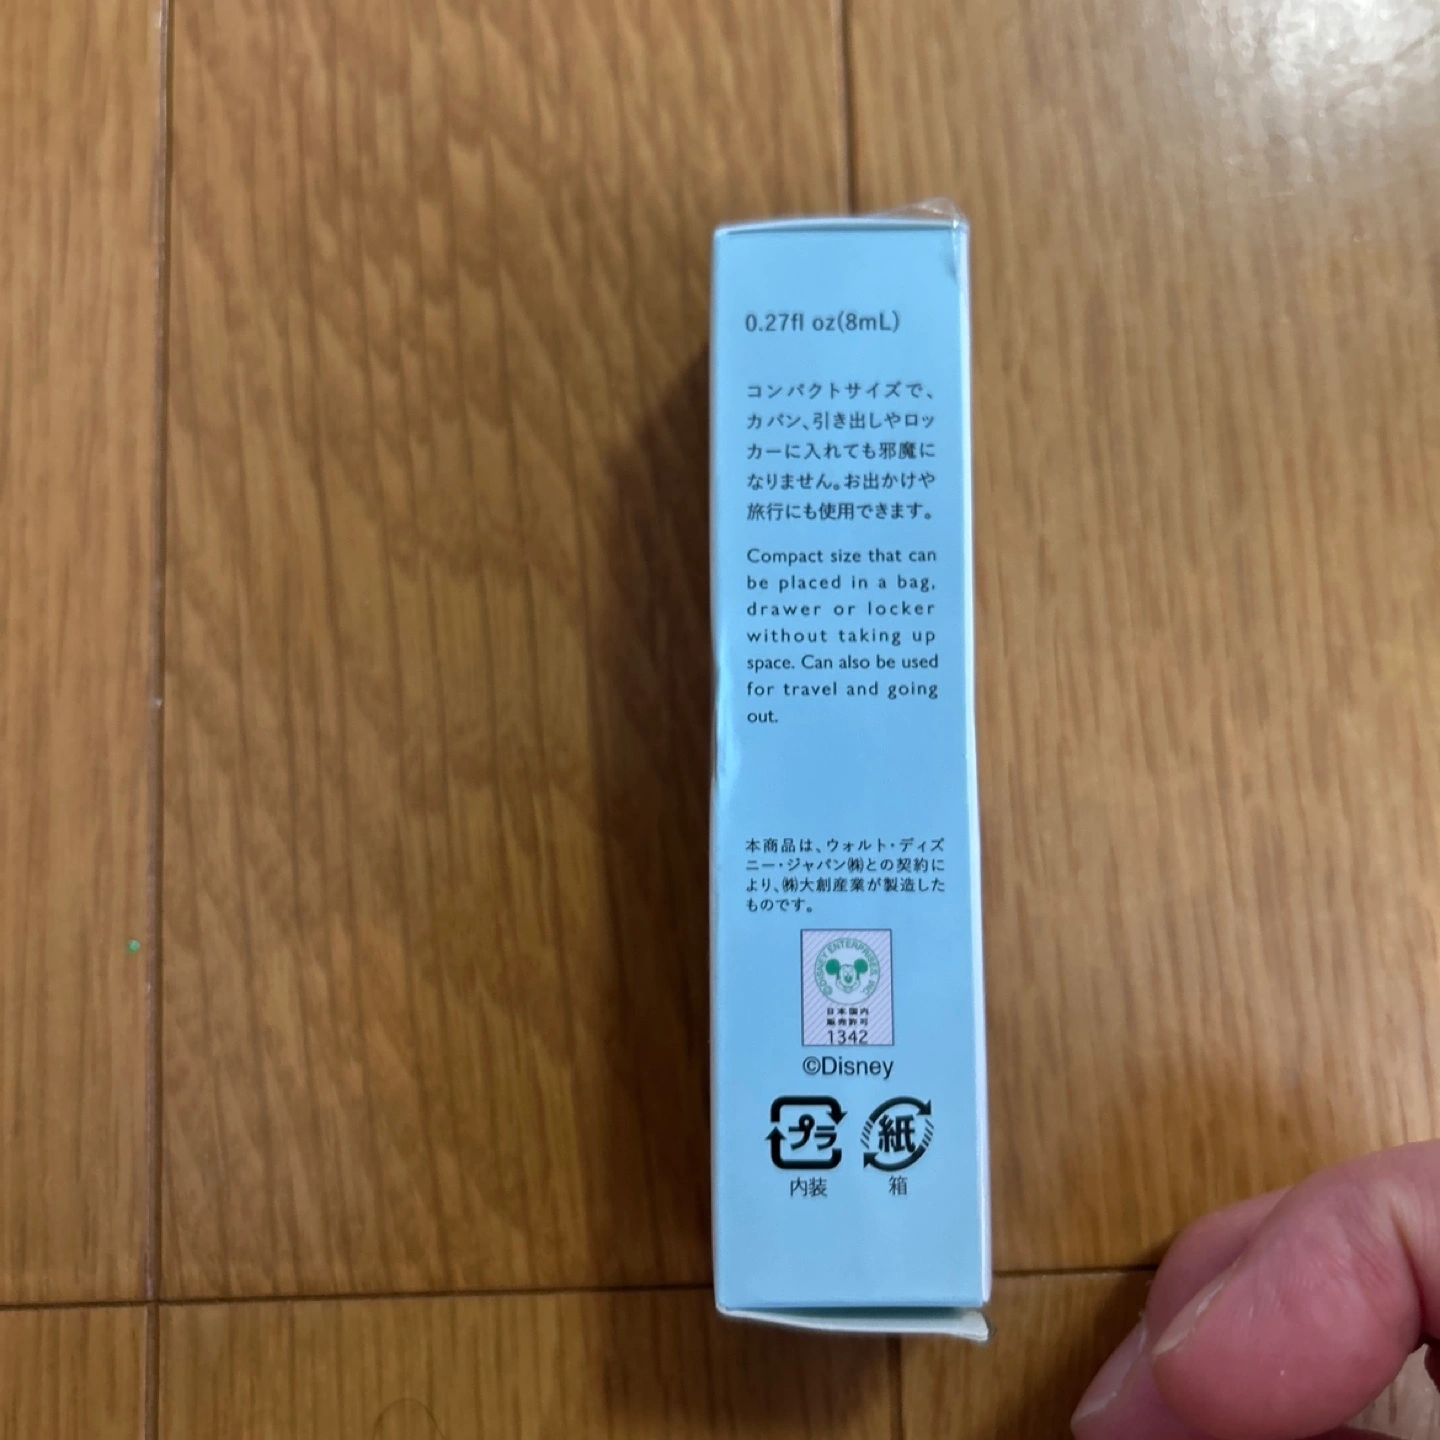 0.27fl oz(8mL)
コンパクトサイズで、
カバン、引き出しやロッ
カーに入れても邪魔に
なりません。お出かけや
旅行にも使用できます。
Compact size that can
be placed in a bag,
drawer or locker
without taking up
space. Can also be used
for travel and going
out.
本商品は、ウォルト・ディズ
ニー・ジャパン㈱との契約に
より、㈱大創産業が製造した
ものです。
©DISNEY ENTERPRISES, INC.
日本国内
販売許可
1342
©Disney
プラ 紙
内装 箱